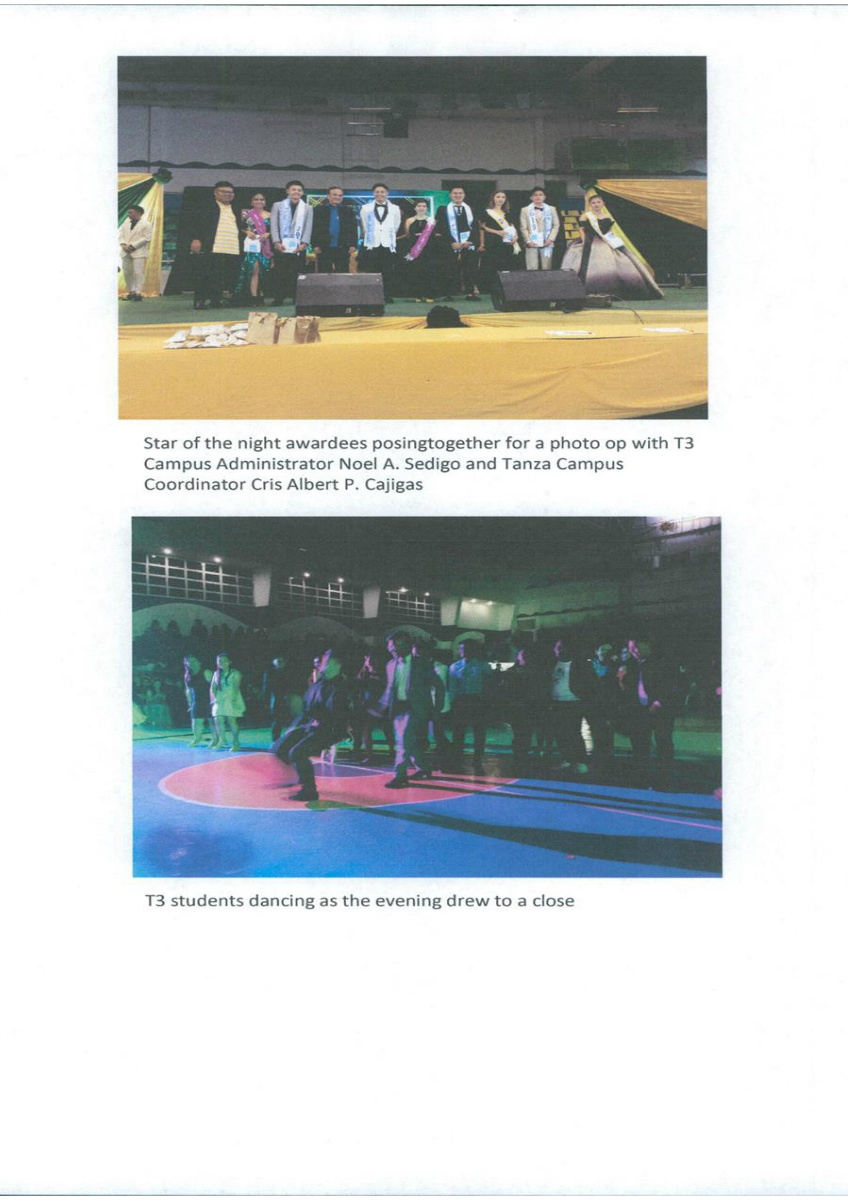 Star of the night awardees posingtogether for a photo op with T3
Campus Administrator Noel A. Sedigo and Tanza Campus
Coordinator Cris Albert P. Cajigas
T3 students dancing as the evening drew to a close